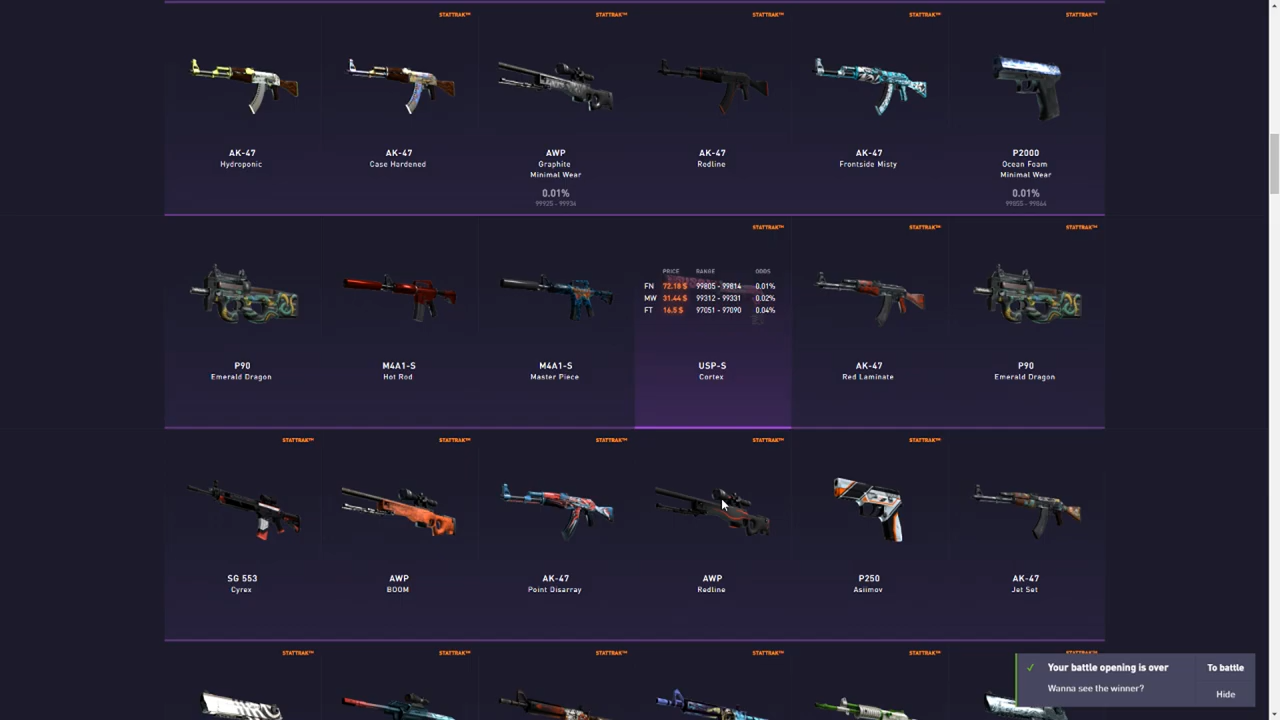 STATTRAK™ STATTRAK™ STATTRAK™ STATTRAK™ STATTRAK™
AK-47 AK-47 AWP AK-47 AK-47 P2000
Hydroponic Case Hardened Graphite Redline Frontside Misty Ocean Foam
Minimal Wear Minimal Wear
0.01% 0.01%
99925 - 99934
STATTRAK™ STATTRAK™ STATTRAK™
PRICE RANGE ODDS
FN 72.18 $ 99805 - 99814 0.01%
MW 31.44 $ 99312 - 99331 0.02%
FT 16.5 $ 97051 - 97090 0.04%
P90 M4A1-S M4A1-S USP-S AK-47 P90
Emerald Dragon Hot Rod Master Piece Cortex Red Laminate Emerald Dragon
STATTRAK™ STATTRAK™ STATTRAK™ STATTRAK™ STATTRAK™
SG 553 AWP AK-47 AWP P250 AK-47
Cyrex BOOM Point Disarray Redline Asiimov Jet Set
STATTRAK™ STATTRAK™ STATTRAK™ STATTRAK™ STATTRAK™
Your battle opening is over To battle
Wanna see the winner? Hide